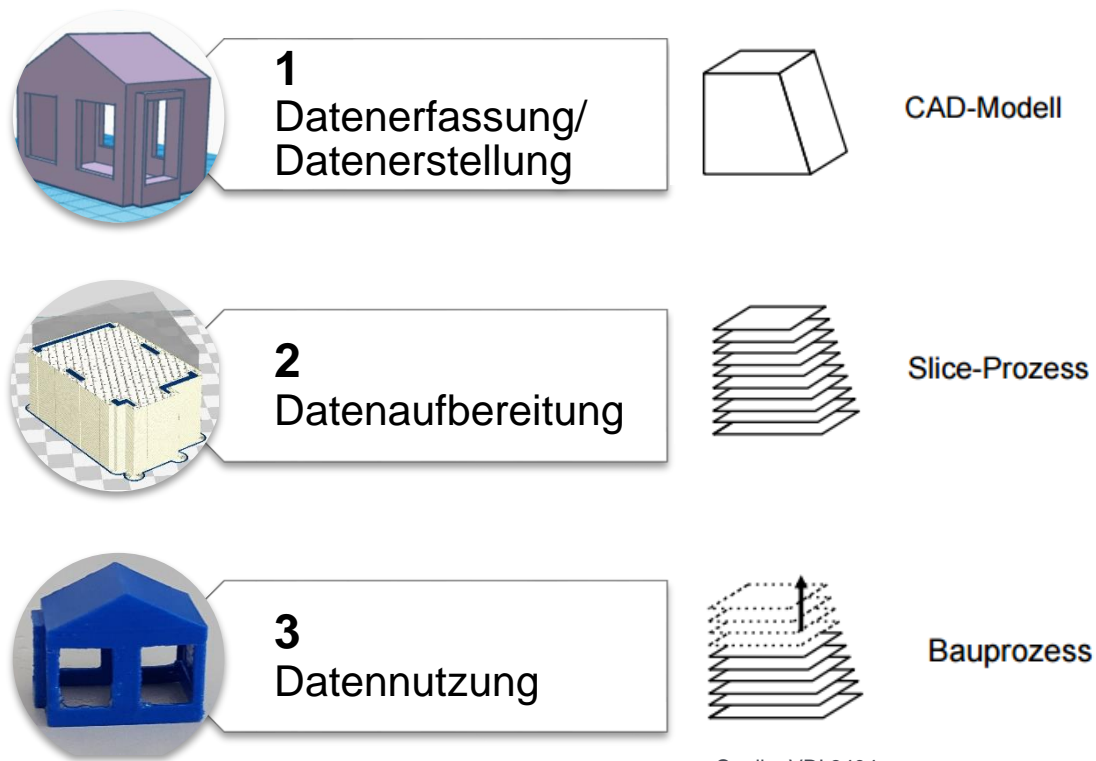 1
Datenerfassung/
Datenerstellung
CAD-Modell
2
Datenaufbereitung
Slice-Prozess
3
Datennutzung
Bauprozess